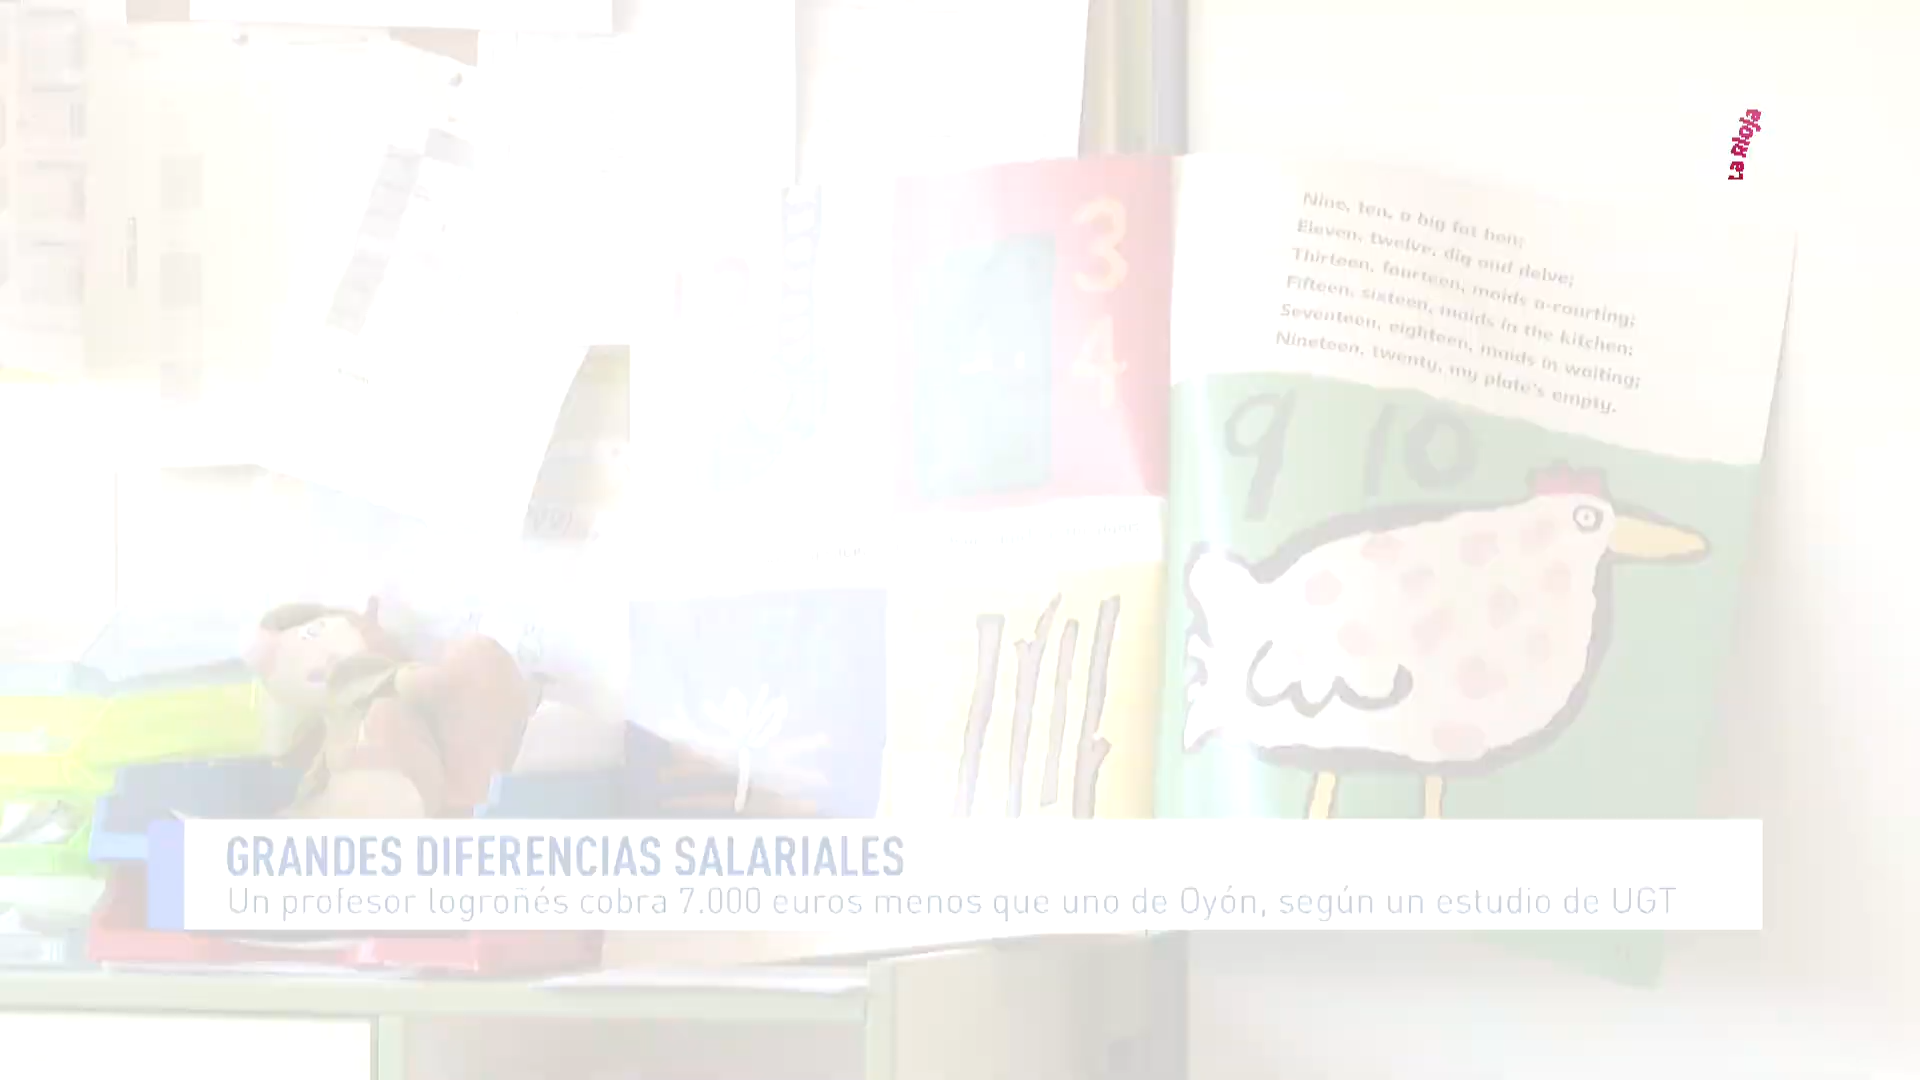 La Rioja
Nine, ten, a big fat hen;
Eleven, twelve, dig and delve;
Thirteen, fourteen, maids a-courting;
Fifteen, sixteen, maids in the kitchen;
Seventeen, eighteen, maids in waiting;
Nineteen, twenty, my plate's empty.
3
4
9 10
GRANDES DIFERENCIAS SALARIALES
Un profesor logroñés cobra 7.000 euros menos que uno de Oyón, según un estudio de UGT